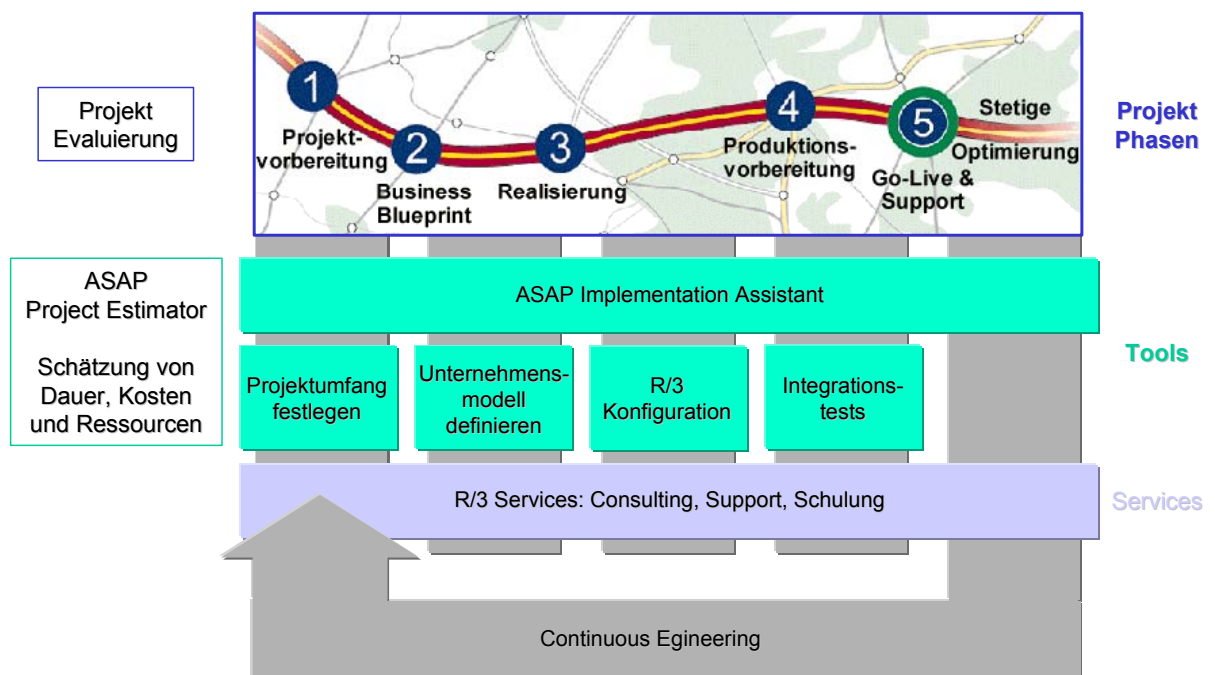 Projekt
Evaluierung
1
Projekt-
vorbereitung
2
Business
Blueprint
3
Realisierung
4
Produktions-
vorbereitung
5
Go-Live &
Support
Stetige
Optimierung
Projekt
Phasen
ASAP
Project Estimator
Schätzung von
Dauer, Kosten
und Ressourcen
ASAP Implementation Assistant
Projektumfang
festlegen
Unternehmens-
modell
definieren
R/3
Konfiguration
Integrations-
tests
Tools
R/3 Services: Consulting, Support, Schulung
Services
Continuous Egineering